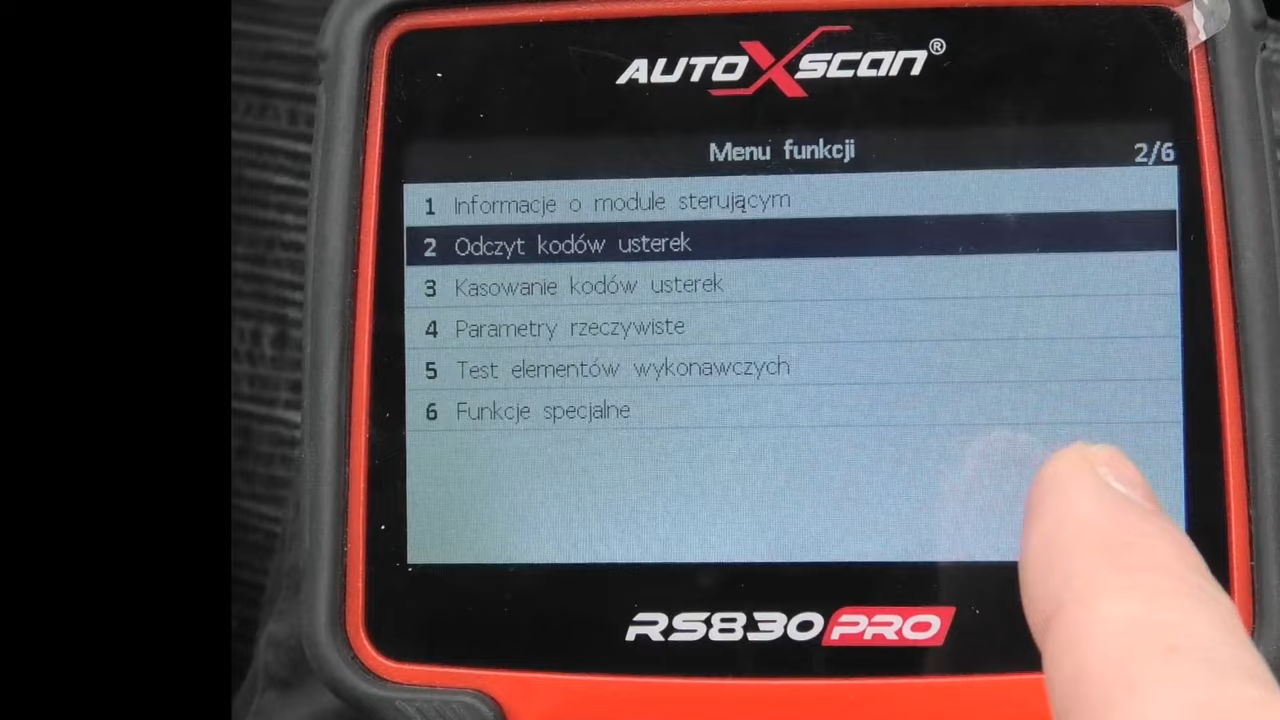 AUTOXSCAN®
Menu funkcji 2/6
1 Informacje o module sterującym
2 Odczyt kodów usterek
3 Kasowanie kodów usterek
4 Parametry rzeczywiste
5 Test elementów wykonawczych
6 Funkcje specjalne
RS830PRO